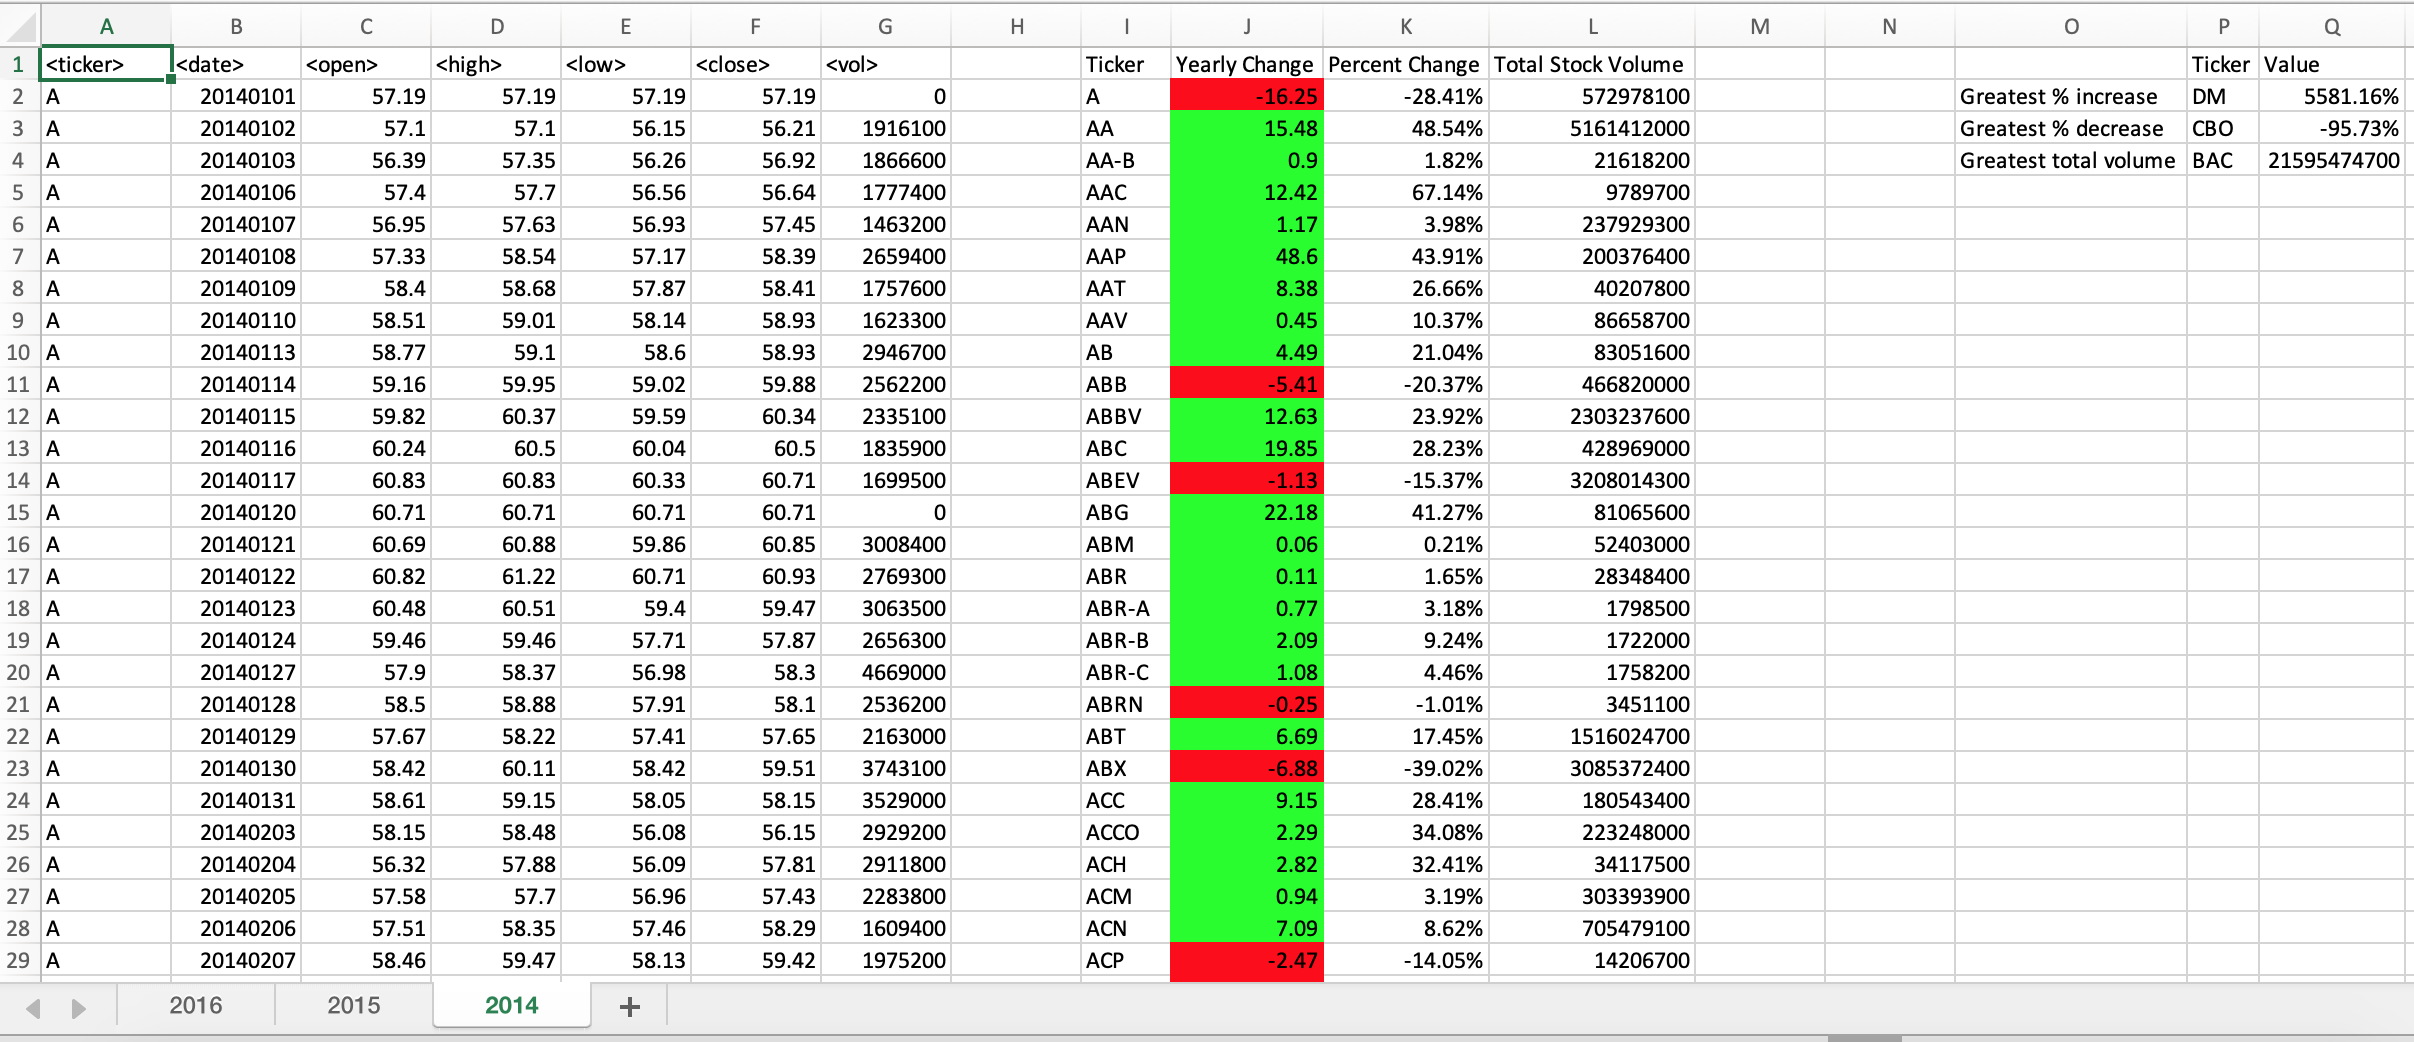 A B C D E F G H I J K L M N O P Q
1 <ticker> <date> <open> <high> <low> <close> <vol> Ticker Yearly Change Percent Change Total Stock Volume Ticker Value
2 A 20140101 57.19 57.19 57.19 57.19 0 A -16.25 -28.41% 572978100 Greatest % increase DM 5581.16%
3 A 20140102 57.1 57.1 56.15 56.21 1916100 AA 15.48 48.54% 5161412000 Greatest % decrease CBO -95.73%
4 A 20140103 56.39 57.35 56.26 56.92 1866600 AA-B 0.9 1.82% 21618200 Greatest total volume BAC 21595474700
5 A 20140106 57.4 57.7 56.56 56.64 1777400 AAC 12.42 67.14% 9789700
6 A 20140107 56.95 57.63 56.93 57.45 1463200 AAN 1.17 3.98% 237929300
7 A 20140108 57.33 58.54 57.17 58.39 2659400 AAP 48.6 43.91% 200376400
8 A 20140109 58.4 58.68 57.87 58.41 1757600 AAT 8.38 26.66% 40207800
9 A 20140110 58.51 59.01 58.14 58.93 1623300 AAV 0.45 10.37% 86658700
10 A 20140113 58.77 59.1 58.6 58.93 2946700 AB 4.49 21.04% 83051600
11 A 20140114 59.16 59.95 59.02 59.88 2562200 ABB -5.41 -20.37% 466820000
12 A 20140115 59.82 60.37 59.59 60.34 2335100 ABBV 12.63 23.92% 2303237600
13 A 20140116 60.24 60.5 60.04 60.5 1835900 ABC 19.85 28.23% 428969000
14 A 20140117 60.83 60.83 60.33 60.71 1699500 ABEV -1.13 -15.37% 3208014300
15 A 20140120 60.71 60.71 60.71 60.71 0 ABG 22.18 41.27% 81065600
16 A 20140121 60.69 60.88 59.86 60.85 3008400 ABM 0.06 0.21% 52403000
17 A 20140122 60.82 61.22 60.71 60.93 2769300 ABR 0.11 1.65% 28348400
18 A 20140123 60.48 60.51 59.4 59.47 3063500 ABR-A 0.77 3.18% 1798500
19 A 20140124 59.46 59.46 57.71 57.87 2656300 ABR-B 2.09 9.24% 1722000
20 A 20140127 57.9 58.37 56.98 58.3 4669000 ABR-C 1.08 4.46% 1758200
21 A 20140128 58.5 58.88 57.91 58.1 2536200 ABRN -0.25 -1.01% 3451100
22 A 20140129 57.67 58.22 57.41 57.65 2163000 ABT 6.69 17.45% 1516024700
23 A 20140130 58.42 60.11 58.42 59.51 3743100 ABX -6.88 -39.02% 3085372400
24 A 20140131 58.61 59.15 58.05 58.15 3529000 ACC 9.15 28.41% 180543400
25 A 20140203 58.15 58.48 56.08 56.15 2929200 ACCO 2.29 34.08% 223248000
26 A 20140204 56.32 57.88 56.09 57.81 2911800 ACH 2.82 32.41% 34117500
27 A 20140205 57.58 57.7 56.96 57.43 2283800 ACM 0.94 3.19% 303393900
28 A 20140206 57.51 58.35 57.46 58.29 1609400 ACN 7.09 8.62% 705479100
29 A 20140207 58.46 59.47 58.13 59.42 1975200 ACP -2.47 -14.05% 14206700
2016 2015 2014 +